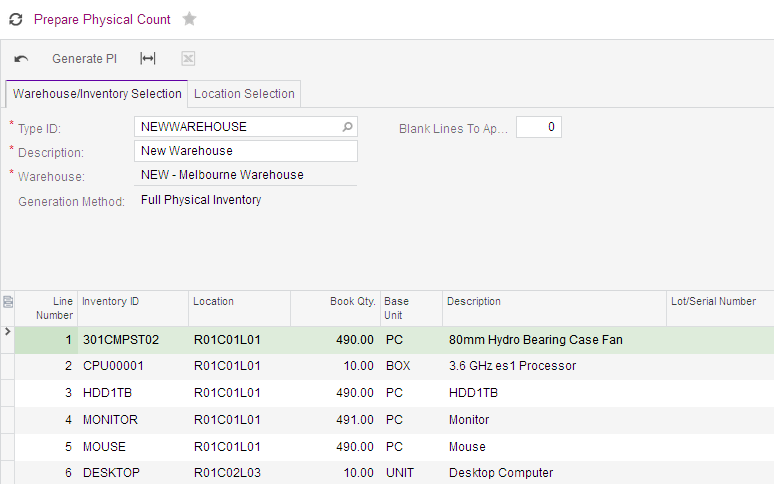 Prepare Physical Count
Generate PI
Warehouse/Inventory Selection Location Selection
* Type ID: NEWWAREHOUSE Blank Lines To Ap... 0
* Description: New Warehouse
* Warehouse: NEW - Melbourne Warehouse
Generation Method: Full Physical Inventory
Line Number Inventory ID Location Book Qty. Base Unit Description Lot/Serial Number
1 301CMPST02 R01C01L01 490.00 PC 80mm Hydro Bearing Case Fan
2 CPU00001 R01C01L01 10.00 BOX 3.6 GHz es1 Processor
3 HDD1TB R01C01L01 490.00 PC HDD1TB
4 MONITOR R01C01L01 491.00 PC Monitor
5 MOUSE R01C01L01 490.00 PC Mouse
6 DESKTOP R01C02L03 10.00 UNIT Desktop Computer